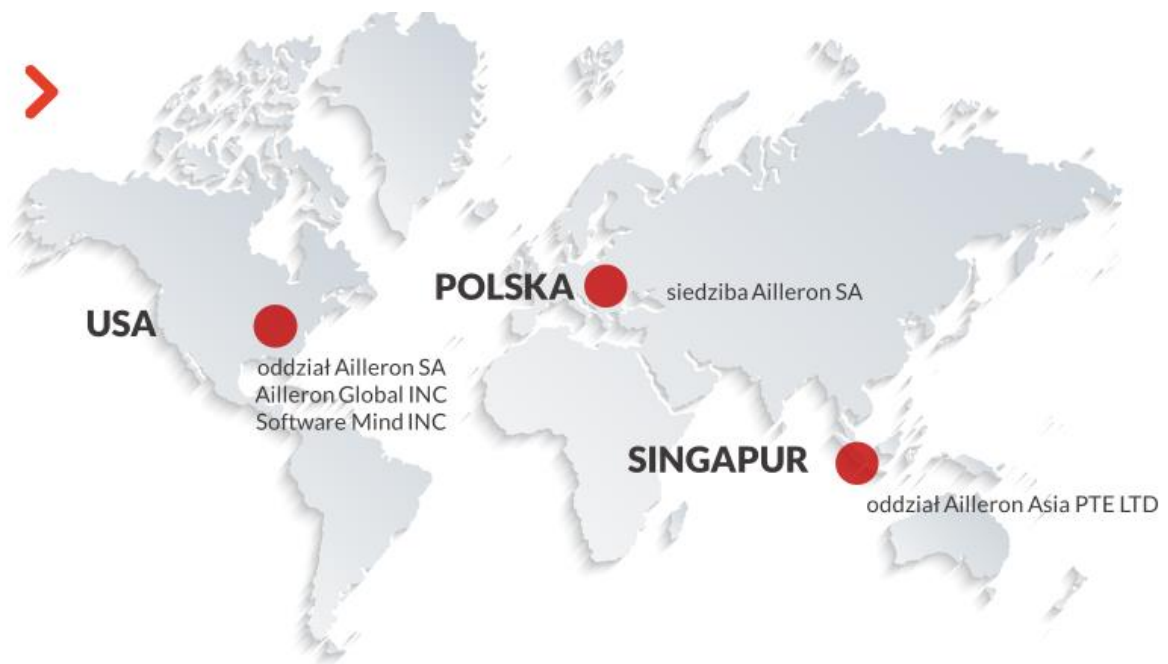 POLSKA
siedziba Ailleron SA
USA
oddział Ailleron SA
Ailleron Global INC
Software Mind INC
SINGAPUR
oddział Ailleron Asia PTE LTD